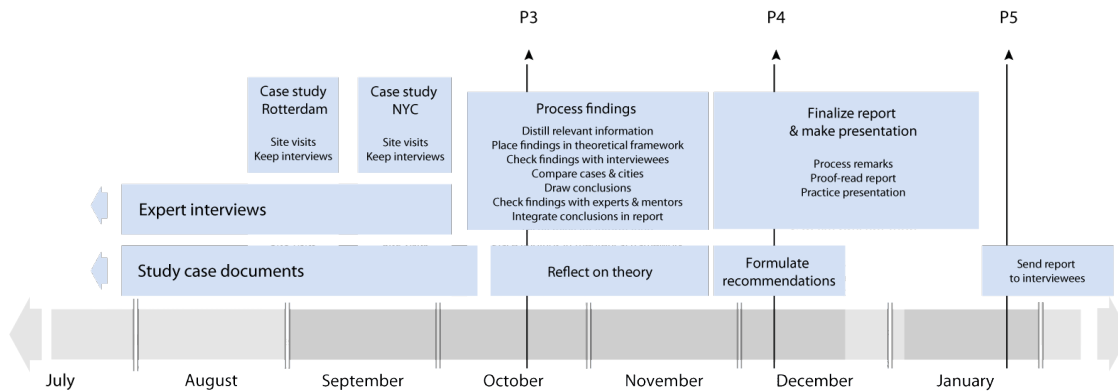 P3
P4
P5
Case study
Rotterdam
Site visits
Keep interviews
Case study
NYC
Site visits
Keep interviews
Process findings
Distill relevant information
Place findings in theoretical framework
Check findings with interviewees
Compare cases & cities
Draw conclusions
Check findings with experts & mentors
Integrate conclusions in report
Finalize report
& make presentation
Process remarks
Proof-read report
Practice presentation
Expert interviews
Study case documents
Reflect on theory
Formulate
recommendations
Send report
to interviewees
July
August
September
October
November
December
January